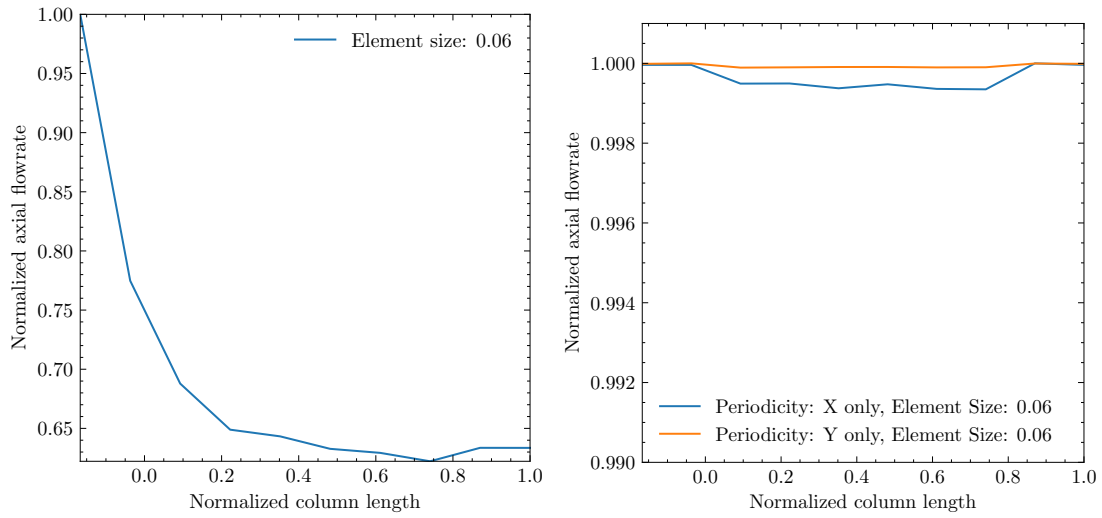 1.00
0.95
0.90
0.85
0.80
0.75
0.70
0.65
Normalized axial flowrate
Element size: 0.06
0.0 0.2 0.4 0.6 0.8 1.0
Normalized column length
1.000
0.998
0.996
0.994
0.992
0.990
Normalized axial flowrate
Periodicity: X only, Element Size: 0.06
Periodicity: Y only, Element Size: 0.06
0.0 0.2 0.4 0.6 0.8 1.0
Normalized column length